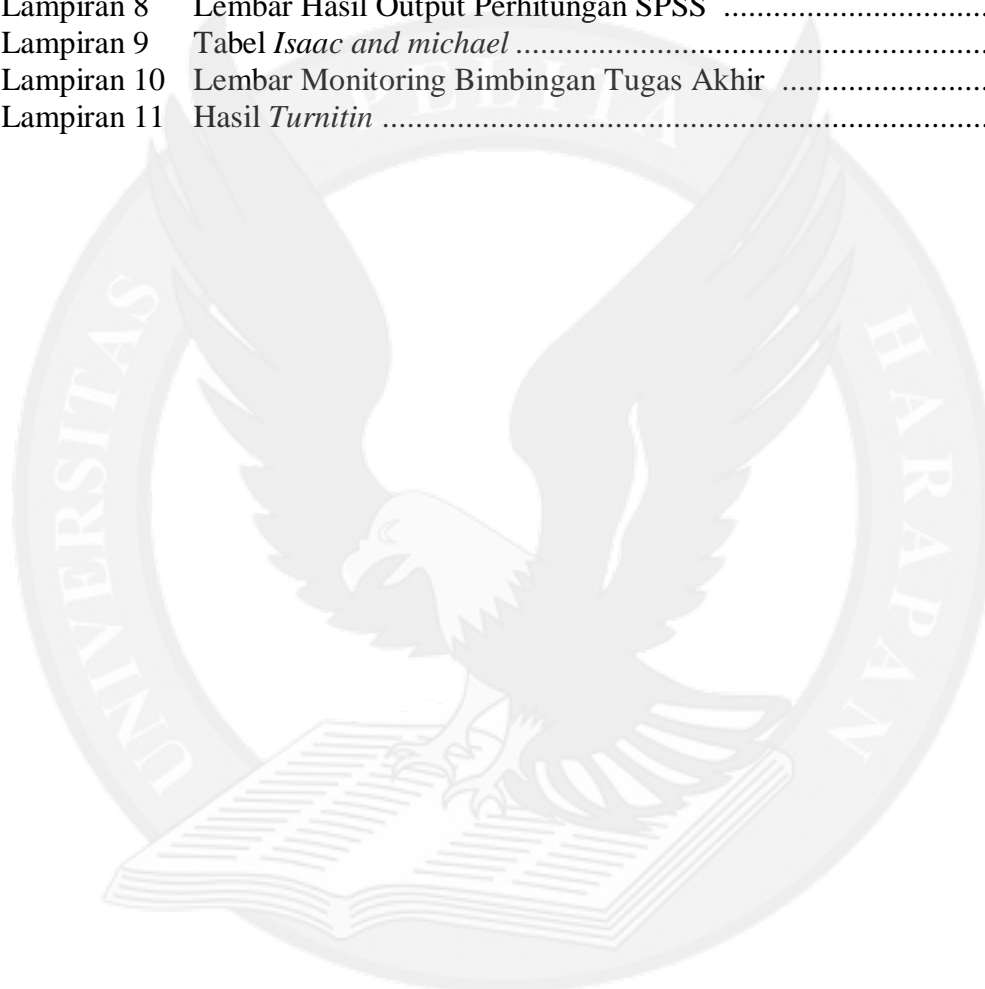 Lampiran 8 Lembar Hasil Output Perhitungan SPSS ................................
Lampiran 9 Tabel Isaac and michael .........................................................
Lampiran 10 Lembar Monitoring Bimbingan Tugas Akhir .........................
Lampiran 11 Hasil Turnitin .........................................................................
UNIVERSITAS PELITA HARAPAN